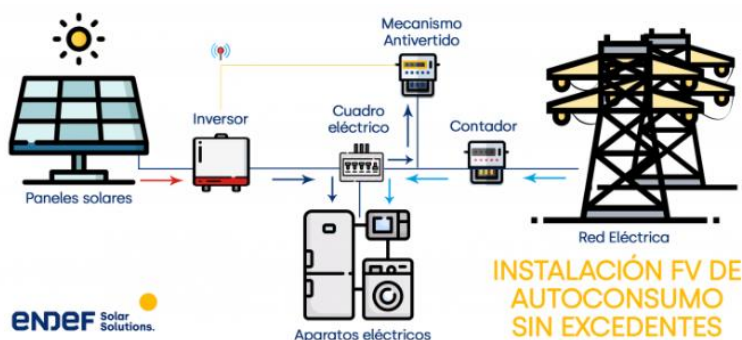 Mecanismo
Antivertido
Inversor
Cuadro
eléctrico
Contador
Paneles solares
Red Eléctrica
Aparatos eléctricos
INSTALACIÓN FV DE
AUTOCONSUMO
SIN EXCEDENTES
ENDEF Solar
Solutions.